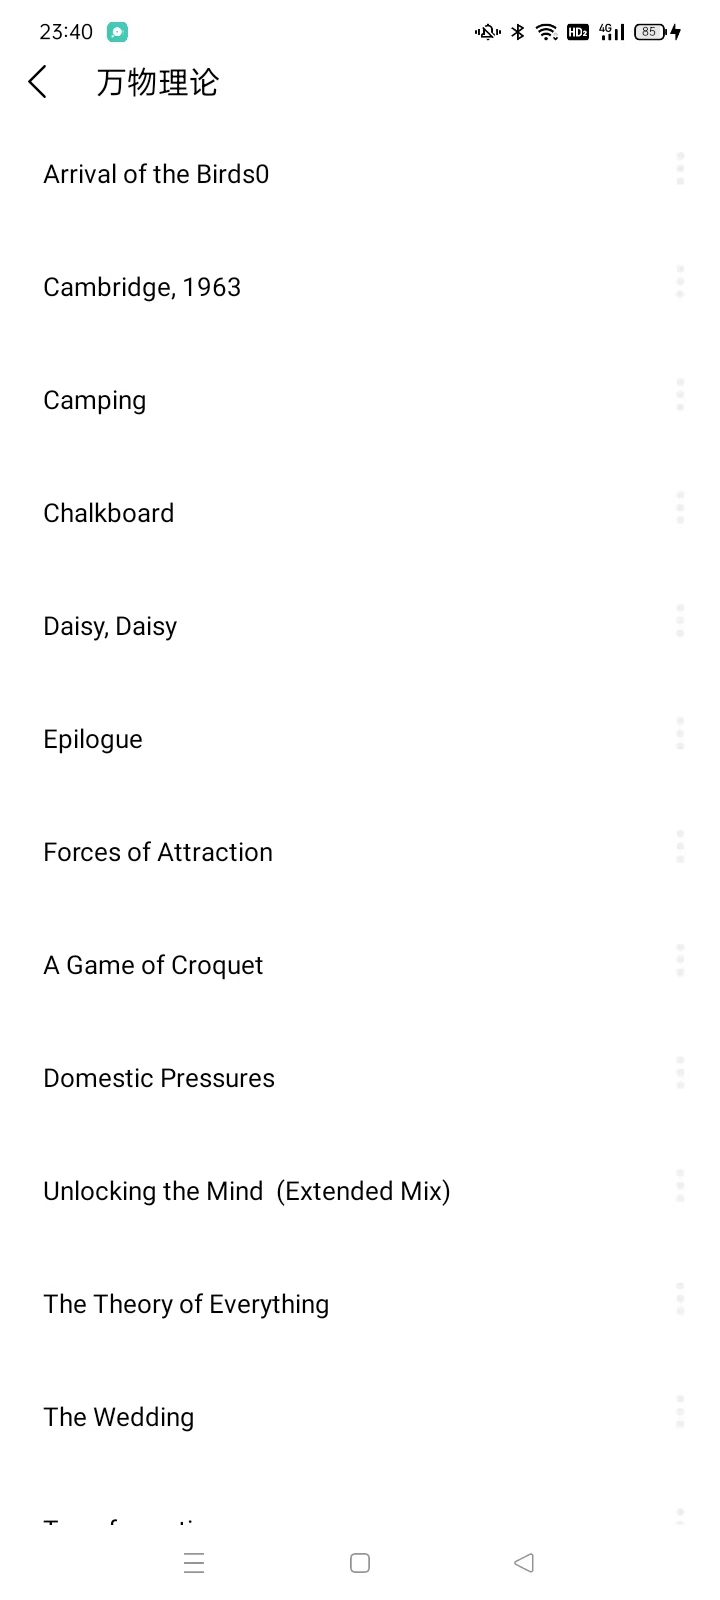 23:40
HD2 4G 85
万物理论
Arrival of the Birds0
Cambridge, 1963
Camping
Chalkboard
Daisy, Daisy
Epilogue
Forces of Attraction
A Game of Croquet
Domestic Pressures
Unlocking the Mind  (Extended Mix)
The Theory of Everything
The Wedding